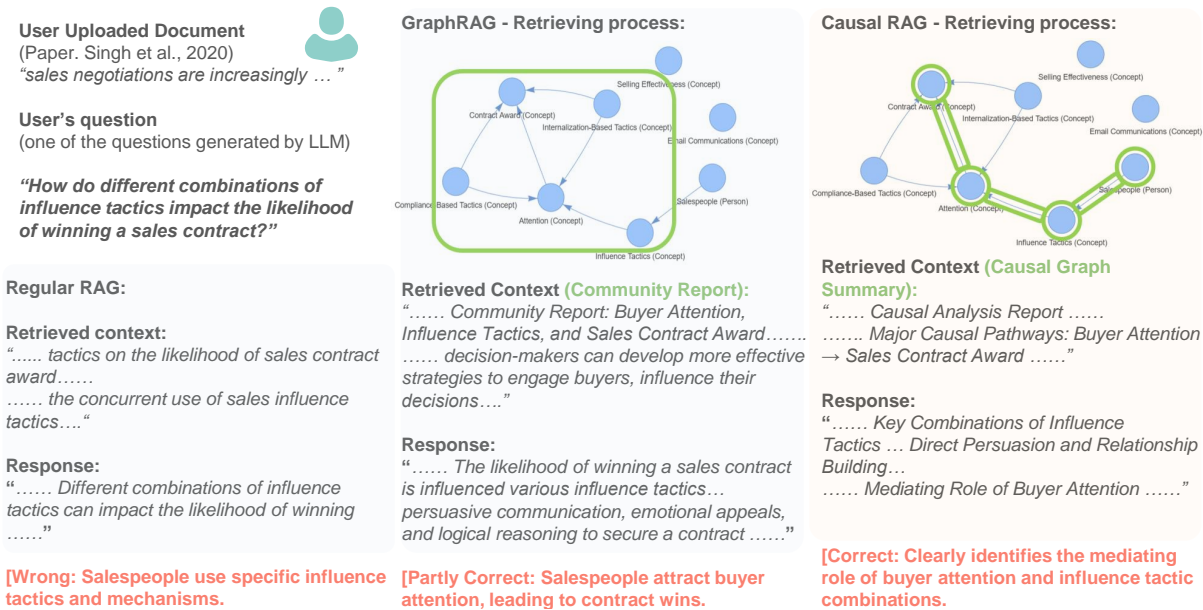 User Uploaded Document
(Paper. Singh et al., 2020)
“sales negotiations are increasingly … ”
User’s question
(one of the questions generated by LLM)
“How do different combinations of
influence tactics impact the likelihood
of winning a sales contract?”
Regular RAG:
Retrieved context:
“...... tactics on the likelihood of sales contract
award……
…… the concurrent use of sales influence
tactics….“
Response:
“…… Different combinations of influence
tactics can impact the likelihood of winning
……”
[Wrong: Salespeople use specific influence
tactics and mechanisms.
GraphRAG - Retrieving process:
Selling Effectiveness (Concept)
Contract Award (Concept)
Internalization-Based Tactics (Concept)
Email Communications (Concept)
Compliance-Based Tactics (Concept)
Salespeople (Person)
Attention (Concept)
Influence Tactics (Concept)
Retrieved Context (Community Report):
“…… Community Report: Buyer Attention,
Influence Tactics, and Sales Contract Award…….
…… decision-makers can develop more effective
strategies to engage buyers, influence their
decisions….”
Response:
“…… The likelihood of winning a sales contract
is influenced various influence tactics…
persuasive communication, emotional appeals,
and logical reasoning to secure a contract ……”
[Partly Correct: Salespeople attract buyer
attention, leading to contract wins.
Causal RAG - Retrieving process:
Selling Effectiveness (Concept)
Contract Award (Concept)
Internalization-Based Tactics (Concept)
Email Communications (Concept)
Compliance-Based Tactics (Concept)
Salespeople (Person)
Attention (Concept)
Influence Tactics (Concept)
Retrieved Context (Causal Graph
Summary):
“…… Causal Analysis Report ……
……. Major Causal Pathways: Buyer Attention
→ Sales Contract Award ……”
Response:
“…… Key Combinations of Influence
Tactics … Direct Persuasion and Relationship
Building…
…… Mediating Role of Buyer Attention ……”
[Correct: Clearly identifies the mediating
role of buyer attention and influence tactic
combinations.